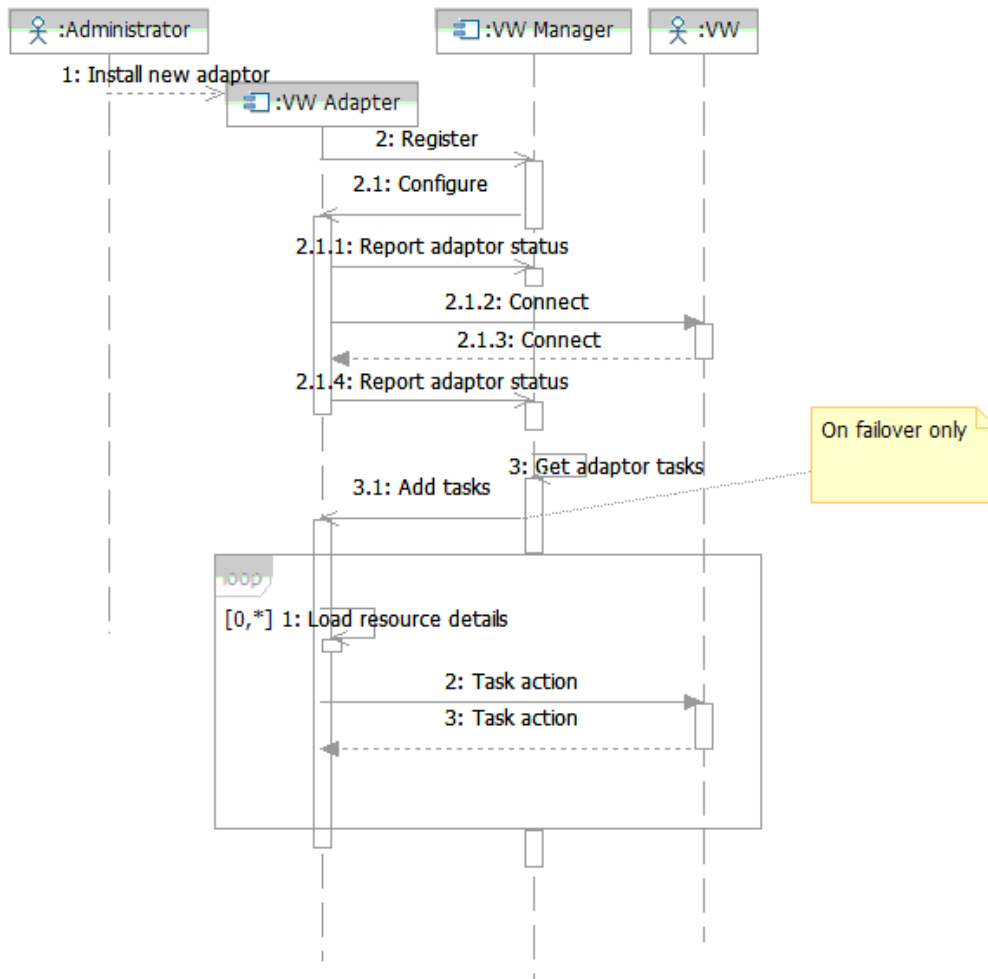 :Administrator
:VW Manager
:VW
1: Install new adaptor
:VW Adapter
2: Register
2.1: Configure
2.1.1: Report adaptor status
2.1.2: Connect
2.1.3: Connect
2.1.4: Report adaptor status
On failover only
3: Get adaptor tasks
3.1: Add tasks
loop
[0,*] 1: Load resource details
2: Task action
3: Task action